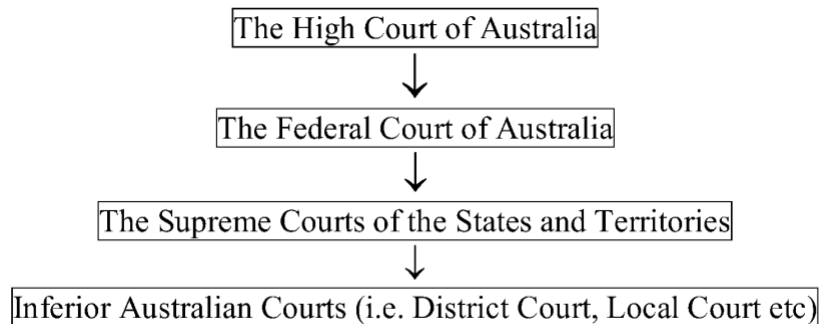 The High Court of Australia
The Federal Court of Australia
The Supreme Courts of the States and Territories
Inferior Australian Courts (i.e. District Court, Local Court etc)